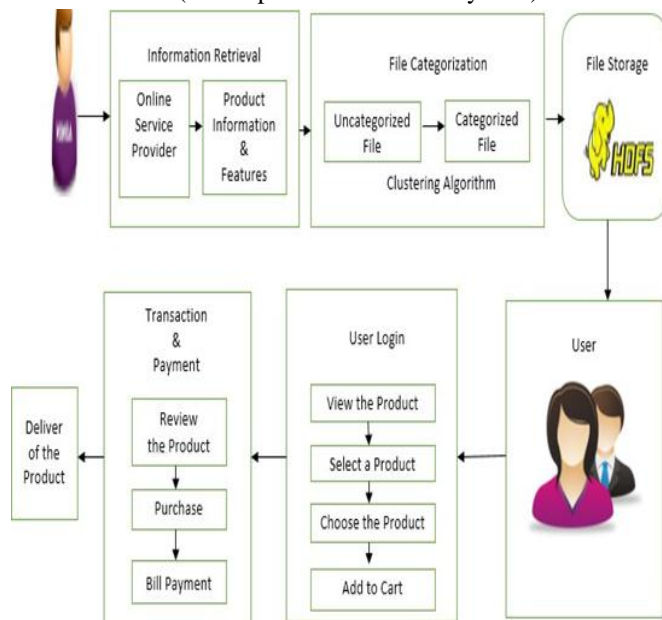 Information Retrieval
Online
Service
Provider
Product
Information
&
Features
File Categorization
Uncategorized
File
Categorized
File
Clustering Algorithm
File Storage
HDFS
Transaction
&
Payment
Review
the Product
Purchase
Bill Payment
Deliver
of the
Product
User Login
View the Product
Select a Product
Choose the Product
Add to Cart
User